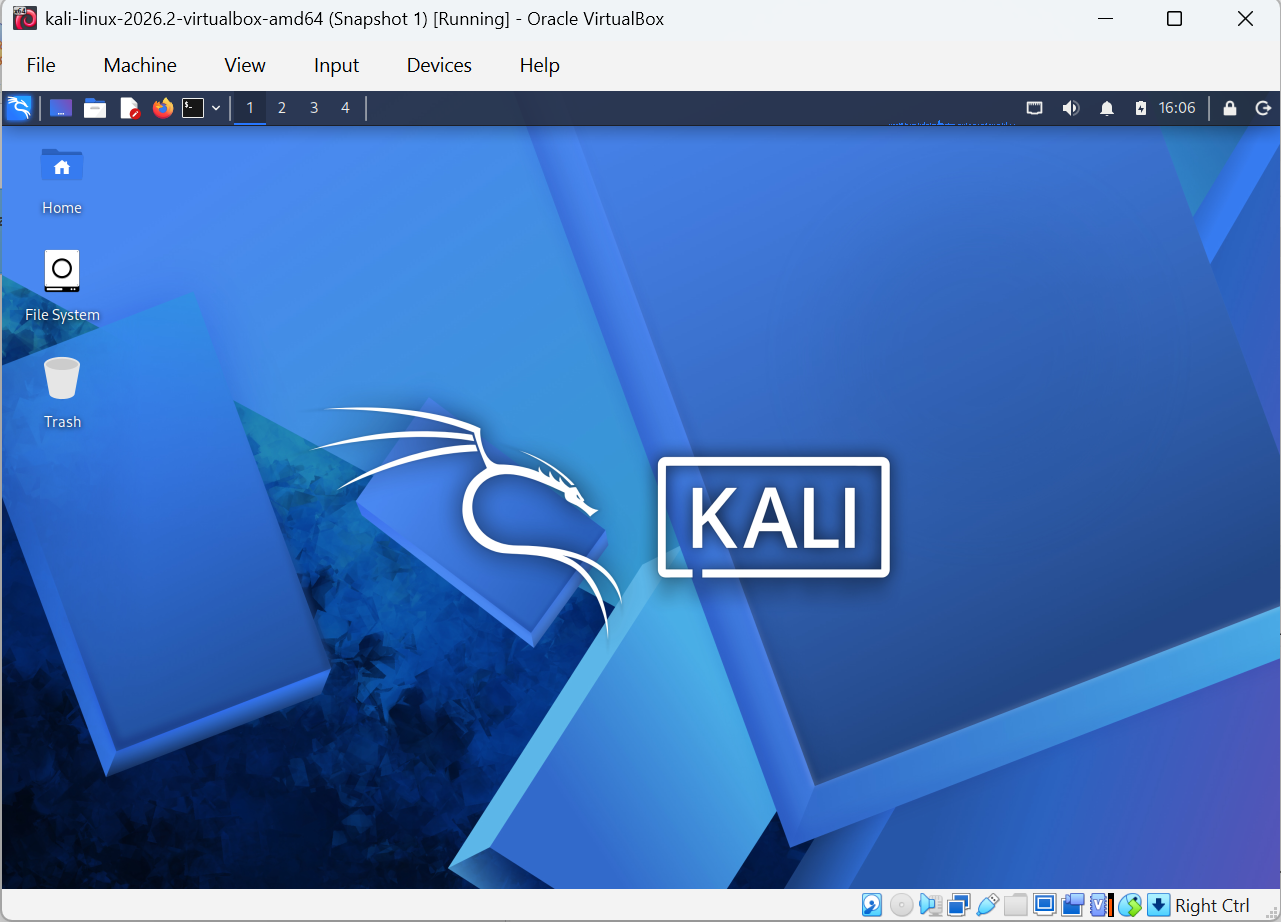 kali-linux-2026.2-virtualbox-amd64 (Snapshot 1) [Running] - Oracle VirtualBox
File Machine View Input Devices Help
1 2 3 4 16:06
Home
File System
Trash
KALI
Right Ctrl